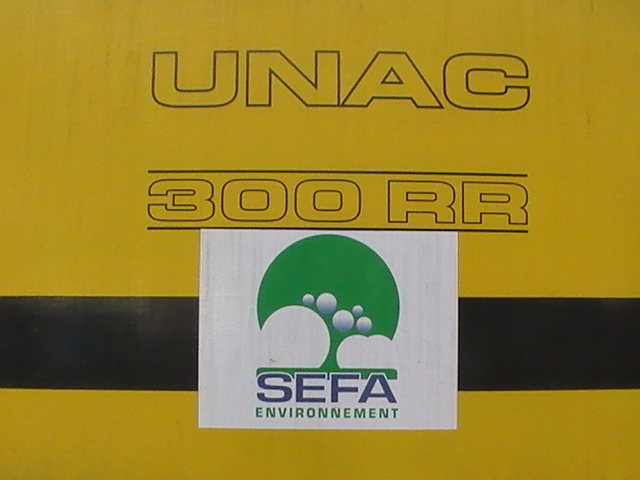 UNAC
300 RR
SEFA
ENVIRONNEMENT